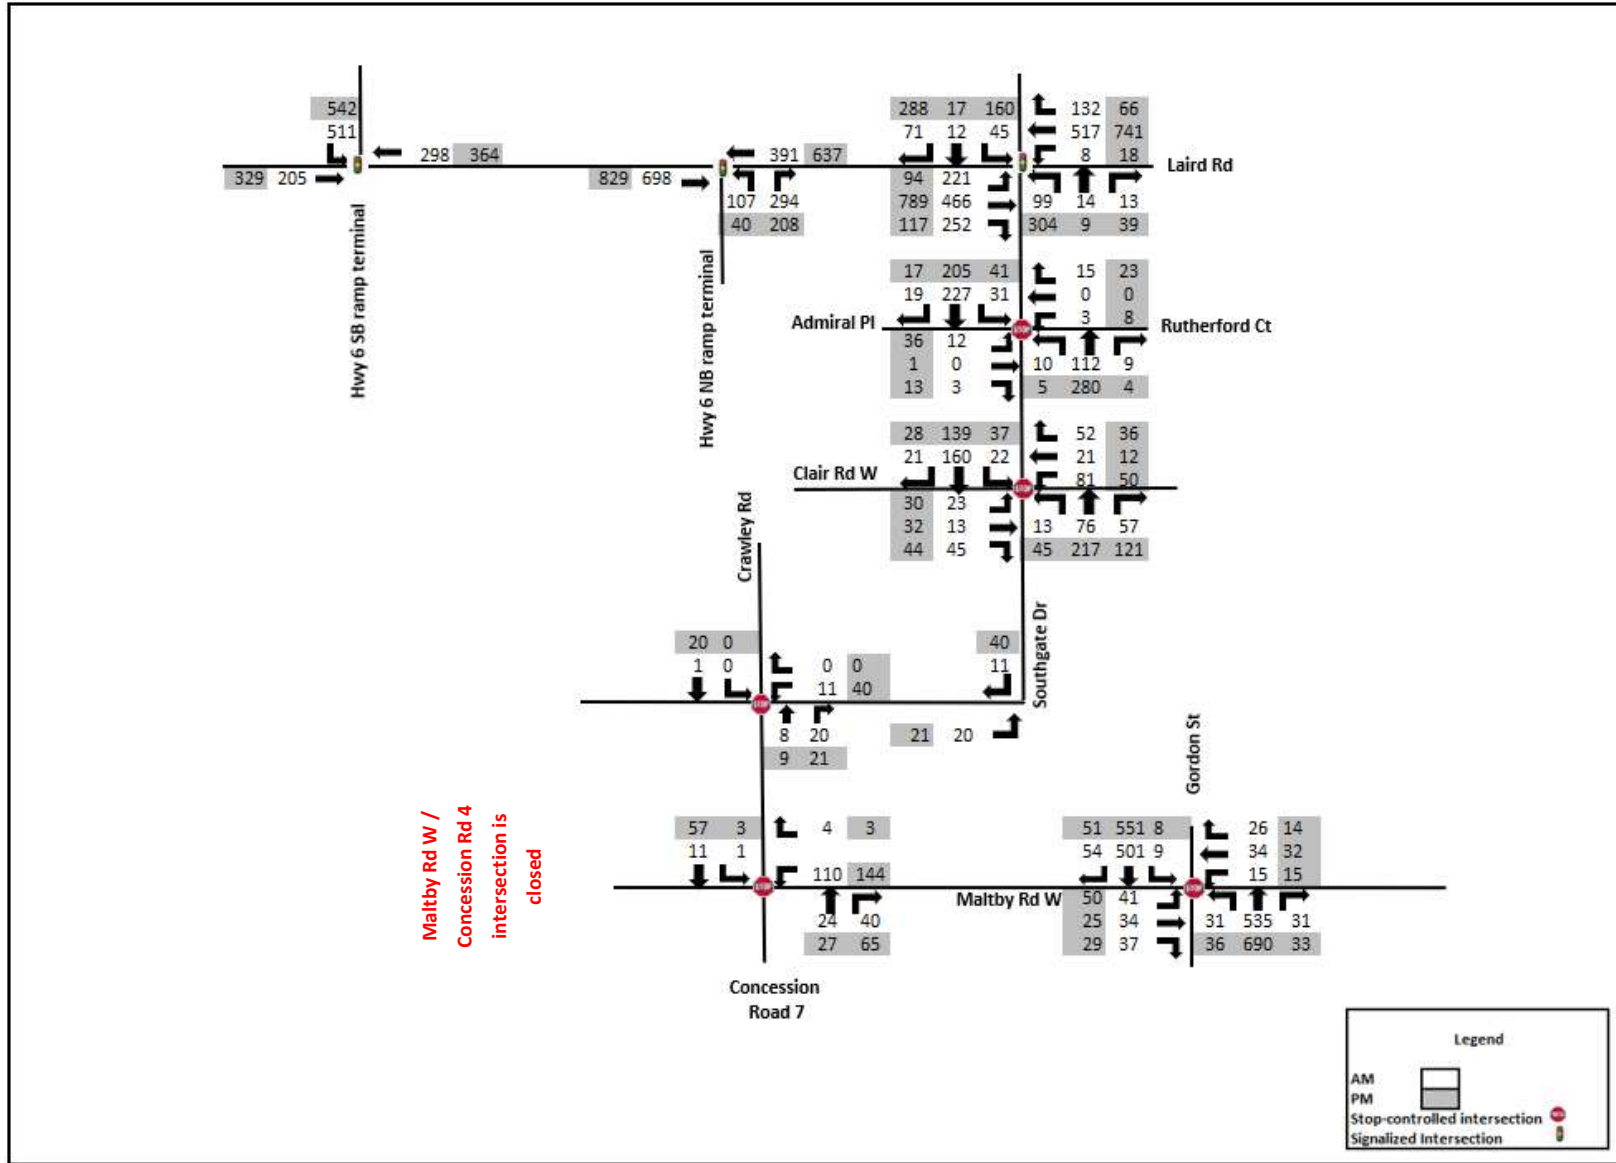 542
511
298 364
329 205
Hwy 6 SB ramp terminal
391 637
829 698
107 294
40 208
Hwy 6 NB ramp terminal
288 17 160
71 12 45
132 66
517 741
8 18
Laird Rd
94 221
789 466
117 252
99 14 13
304 9 39
17 205 41
19 227 31
15 23
0 0
3 8
Admiral Pl
Rutherford Ct
36 12
1 0
13 3
10 112 9
5 280 4
28 139 37
21 160 22
52 36
21 12
81 50
Clair Rd W
30 23
32 13
44 45
13 76 57
45 217 121
Crawley Rd
Southgate Dr
20 0
1 0
0 0
11 40
40
11
8 20
9 21
21 20
STOP
Gordon St
Maltby Rd W /
Concession Rd 4
intersection is
closed
57 3
11 1
4 3
110 144
24 40
27 65
Concession
Road 7
51 551 8
54 501 9
26 14
34 32
15 15
Maltby Rd W
50 41
25 34
29 37
31 535 31
36 690 33
Legend
AM
PM
Stop-controlled intersection
Signalized Intersection